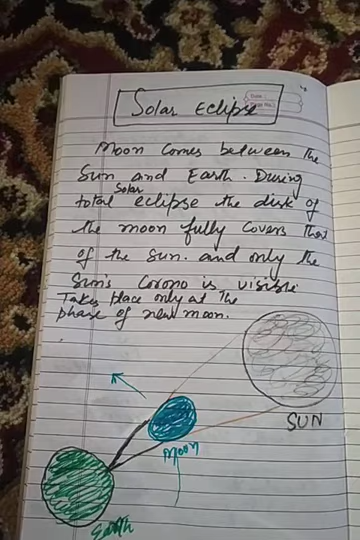 Solar Eclipse
Moon Comes between the
Sun and Earth. During
total Solar eclipse the disk of
the moon fully Covers that
of the Sun. and only the
Sun's Corono is visible
Takes place only at the
phase of new moon.
SUN
Moon
Earth